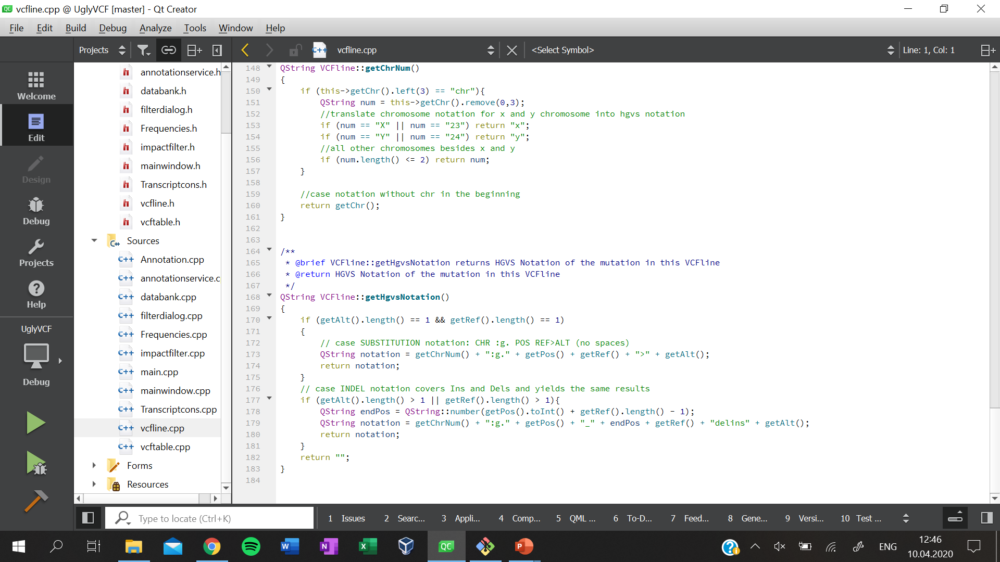 vcfline.cpp @ UglyVCF [master] - Qt Creator
File Edit Build Debug Analyze Tools Window Help
Projects
vcfline.cpp
<Select Symbol>
Line: 1, Col: 1
Welcome
Edit
Design
Debug
Projects
Help
UglyVCF
Debug
annotationservice.h
databank.h
filterdialog.h
Frequencies.h
impactfilter.h
mainwindow.h
Transcriptcons.h
vcfline.h
vcftable.h
Sources
Annotation.cpp
annotationservice.c
databank.cpp
filterdialog.cpp
Frequencies.cpp
impactfilter.cpp
main.cpp
mainwindow.cpp
Transcriptcons.cpp
vcfline.cpp
vcftable.cpp
Forms
Resources
148 QString VCFline::getChrNum()
149 {
150     if (this->getChr().left(3) == "chr"){
151         QString num = this->getChr().remove(0,3);
152         //translate chromosome notation for x and y chromosome into hgvs notation
153         if (num == "X" || num == "23") return "x";
154         if (num == "Y" || num == "24") return "y";
155         //all other chromosomes besides x and y
156         if (num.length() <= 2) return num;
157     }
158
159     //case notation without chr in the beginning
160     return getChr();
161 }
162
163
164 /**
165  * @brief VCFline::getHgvsNotation returns HGVS Notation of the mutation in this VCFline
166  * @return HGVS Notation of the mutation in this VCFline
167  */
168 QString VCFline::getHgvsNotation()
169 {
170     if (getAlt().length() == 1 && getRef().length() == 1)
171     {
172         // case SUBSTITUTION notation: CHR :g. POS REF>ALT (no spaces)
173         QString notation = getChrNum() + ":g." + getPos() + getRef() + ">" + getAlt();
174         return notation;
175     }
176     // case INDEL notation covers Ins and Dels and yields the same results
177     if (getAlt().length() > 1 || getRef().length() > 1){
178         QString endPos = QString::number(getPos().toInt() + getRef().length() - 1);
179         QString notation = getChrNum() + ":g." + getPos() + "_" + endPos + getRef() + "delins" + getAlt();
180         return notation;
181     }
182     return "";
183 }
184
Type to locate (Ctrl+K)
1 Issues 2 Searc... 3 Appli... 4 Comp... 5 QML ... 6 To-D... 7 Feed... 8 Gene... 9 Versi... 10 Test ...
ENG
12:46
10.04.2020